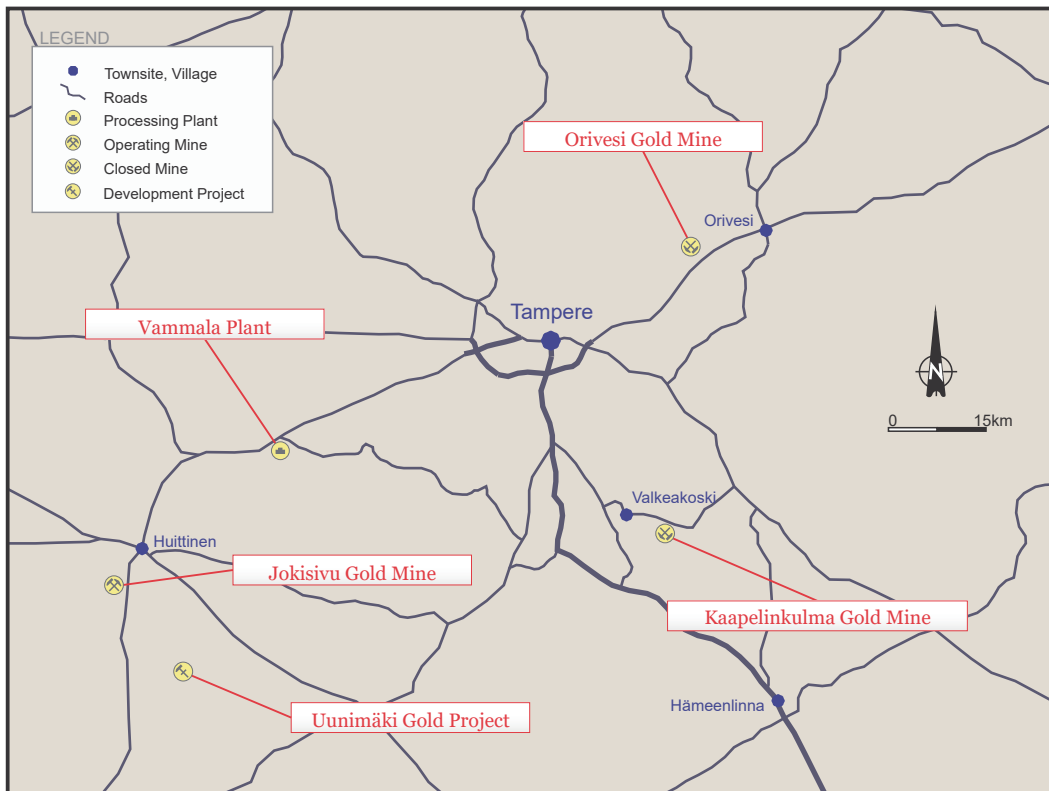 LEGEND
Townsite, Village
Roads
Processing Plant
Operating Mine
Closed Mine
Development Project
Orivesi Gold Mine
Orivesi
Tampere
Vammala Plant
N
0 15km
Valkeakoski
Huittinen
Jokisivu Gold Mine
Kaapelinkulma Gold Mine
Hämeenlinna
Uunimäki Gold Project